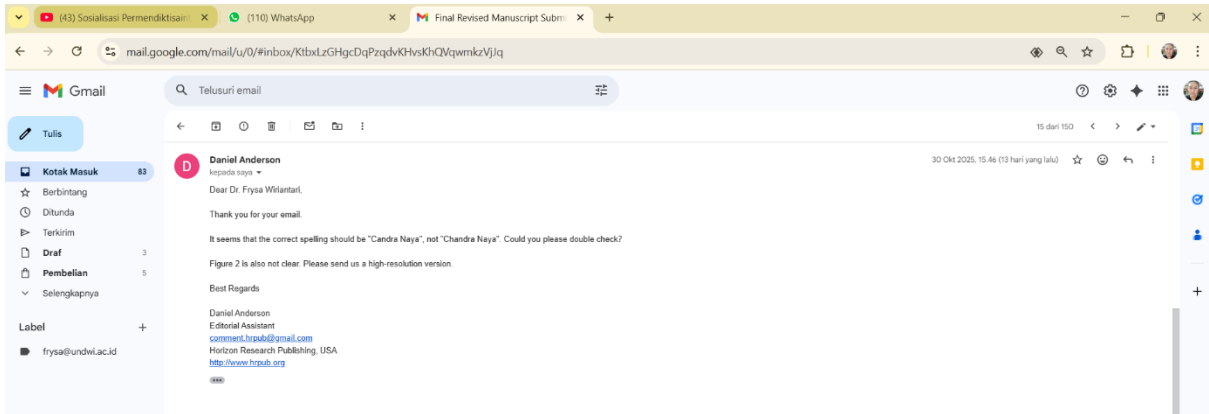 (43) Sosialisasi Permendiktisaint
(110) WhatsApp
Final Revised Manuscript Subm
mail.google.com/mail/u/0/#inbox/KtbxLzGHgcDqPzqdvKHvsKhQVqwmkzVjJq
Gmail
Telusuri email
Tulis
15 dari 150
Kotak Masuk 83
Berbintang
Ditunda
Terkirim
Draf 3
Pembelian 5
Selengkapnya
Label
frysa@undwi.ac.id
D
Daniel Anderson
30 Okt 2025, 15.46 (13 hari yang lalu)
kepada saya
Dear Dr. Frysa Wirlantari,
Thank you for your email.
It seems that the correct spelling should be "Candra Naya", not "Chandra Naya". Could you please double check?
Figure 2 is also not clear. Please send us a high-resolution version.
Best Regards
Daniel Anderson
Editorial Assistant
comment.hrpub@gmail.com
Horizon Research Publishing, USA
http://www.hrpub.org